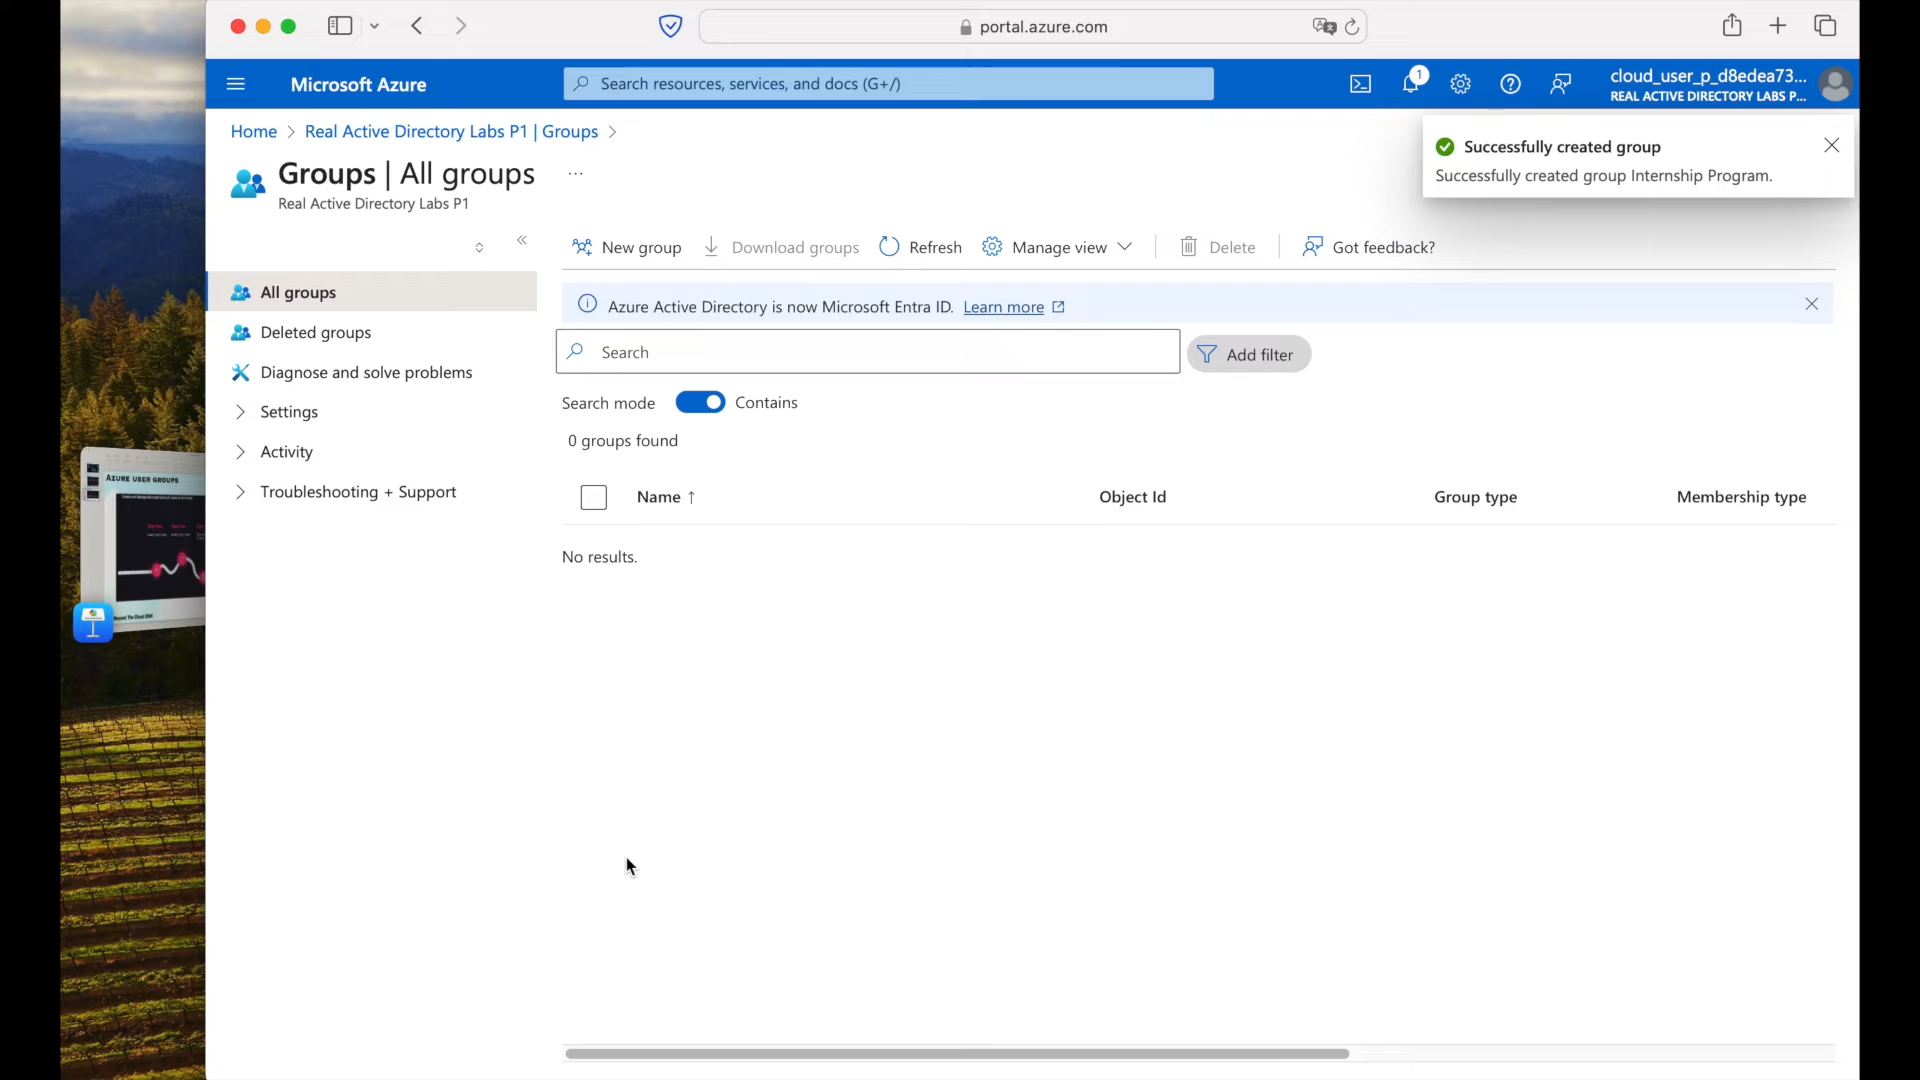 portal.azure.com
Microsoft Azure
Search resources, services, and docs (G+/)
1
cloud_user_p_d8edea73...
REAL ACTIVE DIRECTORY LABS P...
Home > Real Active Directory Labs P1 | Groups >
Groups | All groups
...
Real Active Directory Labs P1
Successfully created group
Successfully created group Internship Program.
New group
Download groups
Refresh
Manage view
Delete
Got feedback?
All groups
Deleted groups
Diagnose and solve problems
Settings
Activity
Troubleshooting + Support
Azure Active Directory is now Microsoft Entra ID. Learn more
Search
Add filter
Search mode
Contains
0 groups found
Name ↑
Object Id
Group type
Membership type
No results.
AZURE USER GROUPS